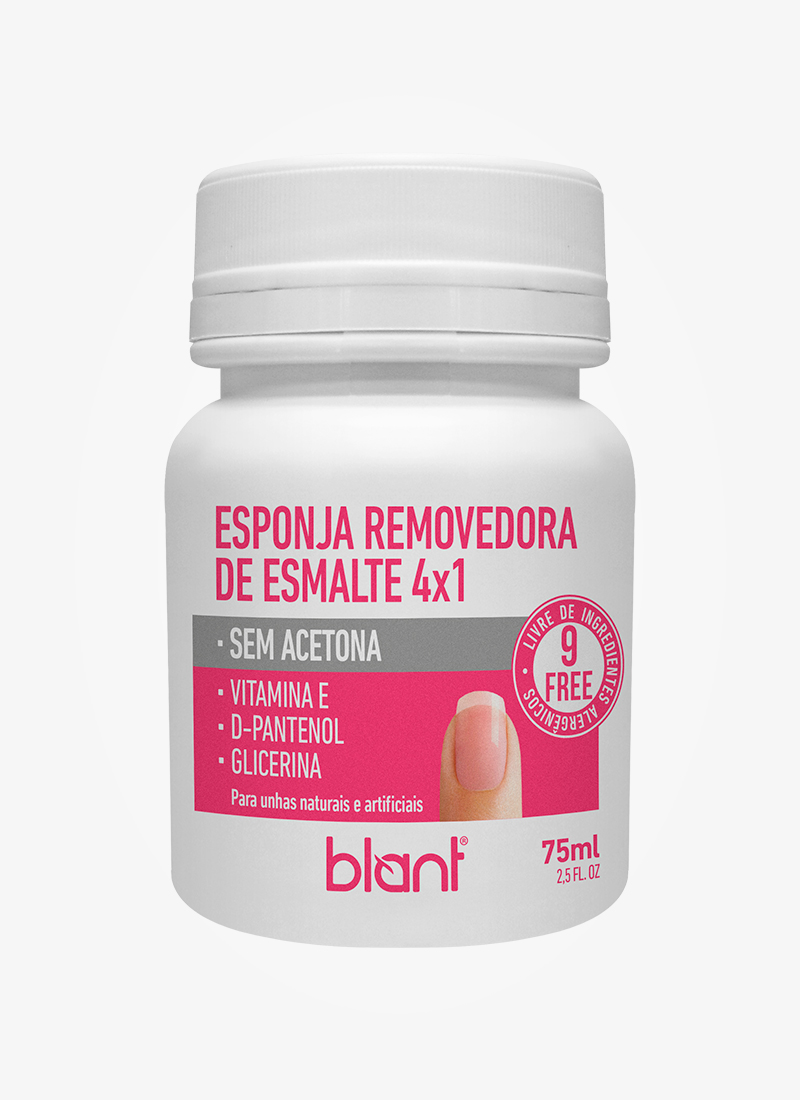 ESPONJA REMOVEDORA
DE ESMALTE 4x1
· SEM ACETONA
· VITAMINA E
· D-PANTENOL
· GLICERINA
Para unhas naturais e artificiais
· LIVRE DE INGREDIENTES ALERGÊNICOS
9
FREE
blant®
75ml
2,5 FL. OZ